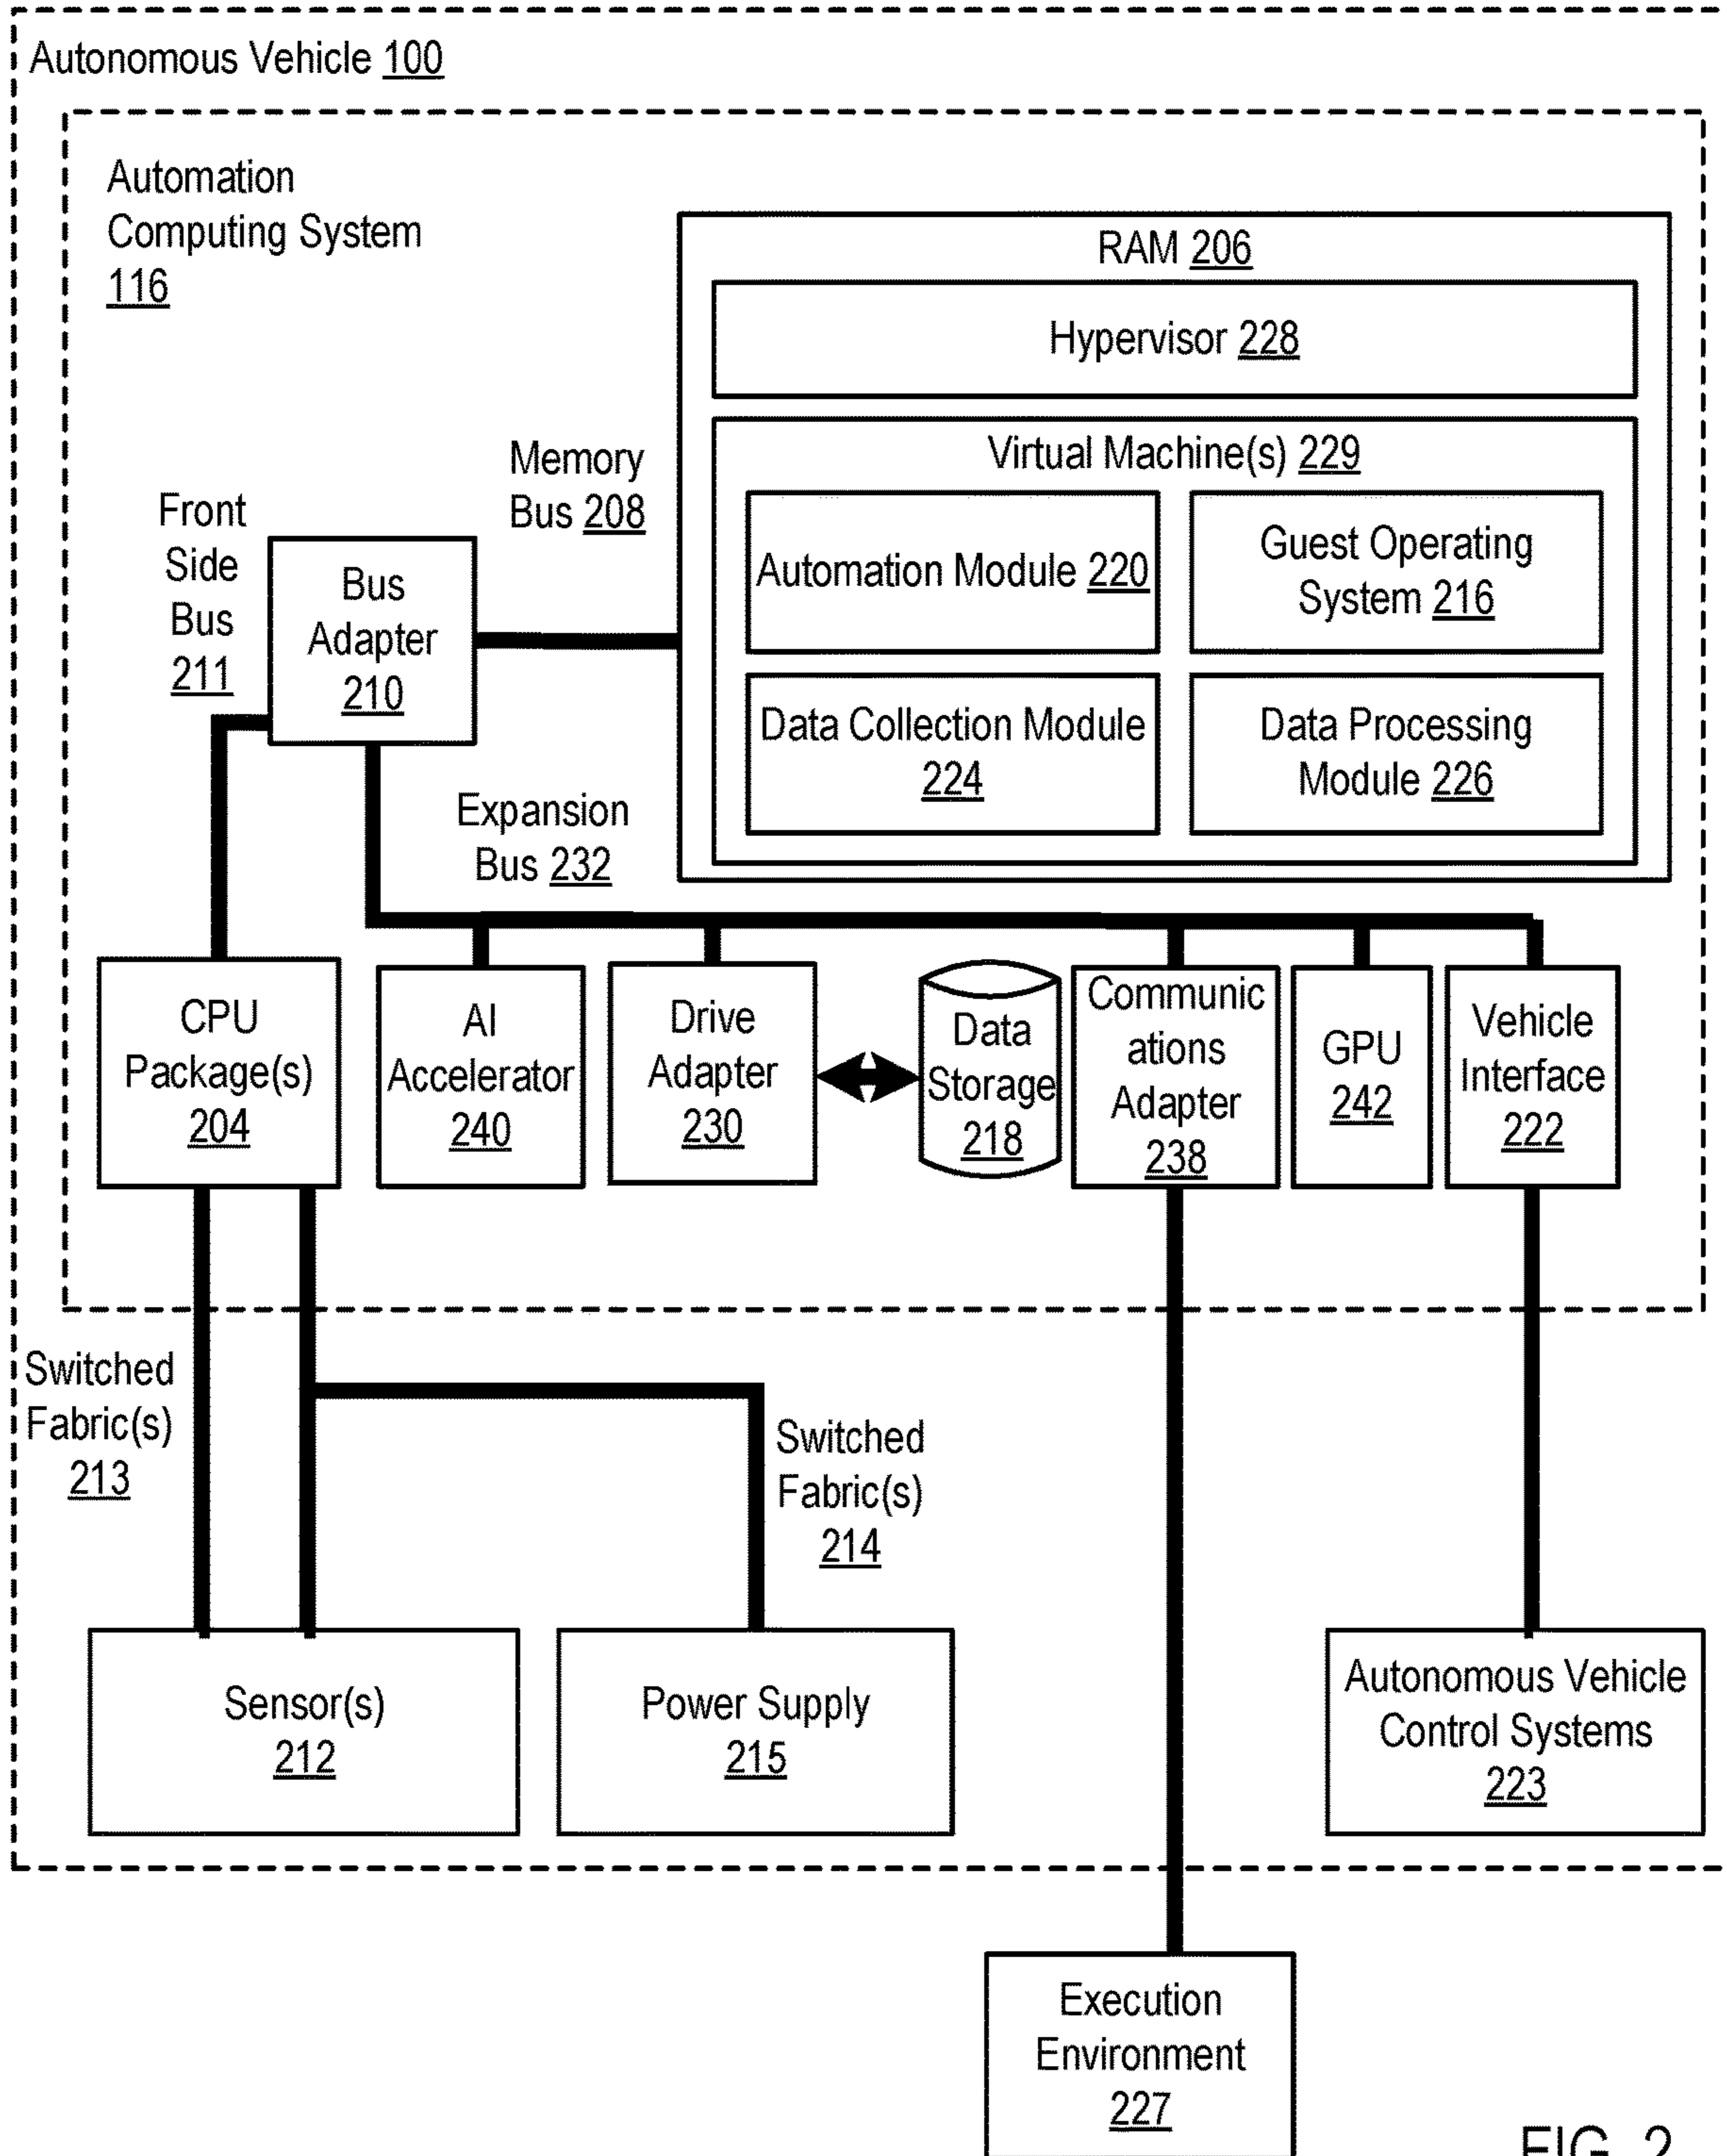 Autonomous Vehicle 100
Automation
Computing System
116
RAM 206
Hypervisor 228
Virtual Machine(s) 229
Automation Module 220
Guest Operating
System 216
Data Collection Module
224
Data Processing
Module 226
Memory
Bus 208
Front
Side
Bus
211
Bus
Adapter
210
Expansion
Bus 232
CPU
Package(s)
204
AI
Accelerator
240
Drive
Adapter
230
Data
Storage
218
Communic
ations
Adapter
238
GPU
242
Vehicle
Interface
222
Switched
Fabric(s)
213
Switched
Fabric(s)
214
Sensor(s)
212
Power Supply
215
Autonomous Vehicle
Control Systems
223
Execution
Environment
227
FIG. 2